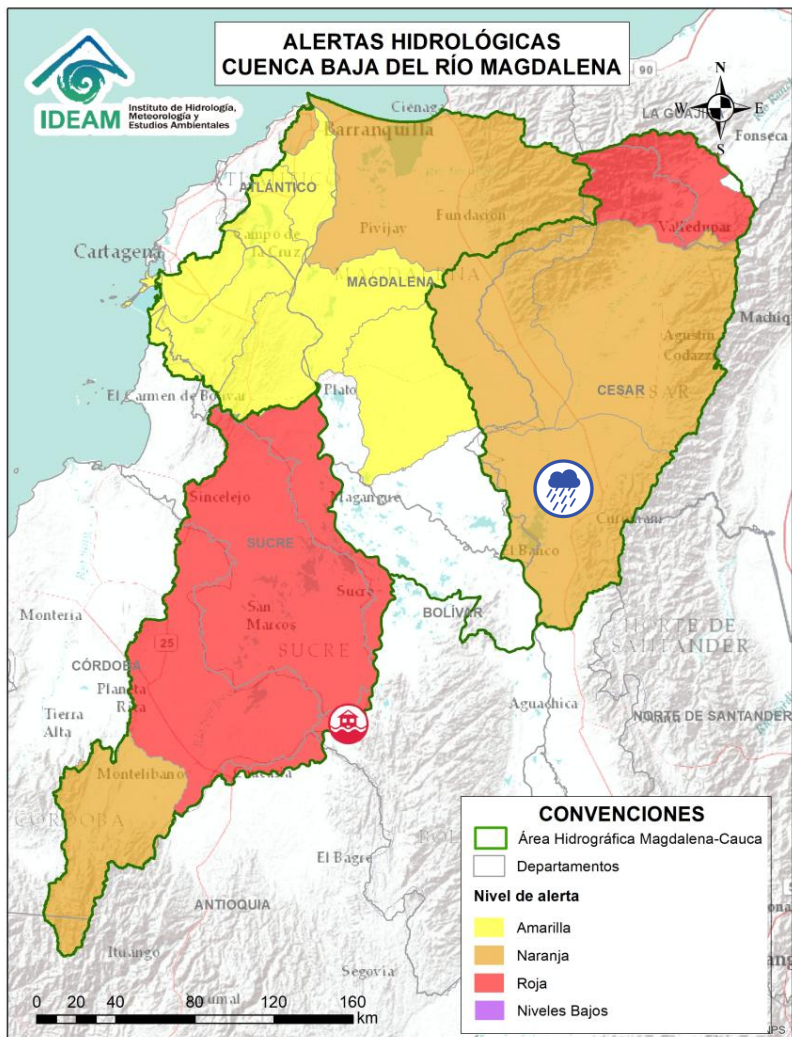 ALERTAS HIDROLÓGICAS
CUENCA BAJA DEL RÍO MAGDALENA
IDEAM
Instituto de Hidrología,
Meteorología y
Estudios Ambientales
N
W
E
S
90
Ciénaga
LA GUAJIRA
Fonseca
Barranquilla
ATLÁNTICO
Valledupar
Pivijay
Fundación
Campo de
la Cruz
Cartagena
MAGDALENA
MAGDALENA
Agustín
Codazzi
CESAR
CESAR
El Carmen de Bolívar
Plato
Sincelejo
Magangué
Curumaní
SUCRE
El Banco
Sucre
San
Marcos
BOLÍVAR
Montería
SUCRE
NORTE DE
SANTANDER
25
CÓRDOBA
Planeta
Rica
Tierra
Alta
Aguachica
NORTE DE SANTANDER
Montelíbano
CÓRDOBA
El Bagre
ANTIOQUIA
Ituango
Segovia
CONVENCIONES
Área Hidrográfica Magdalena-Cauca
Departamentos
Nivel de alerta
Amarilla
Naranja
Roja
Niveles Bajos
0 20 40 80 120 160
km